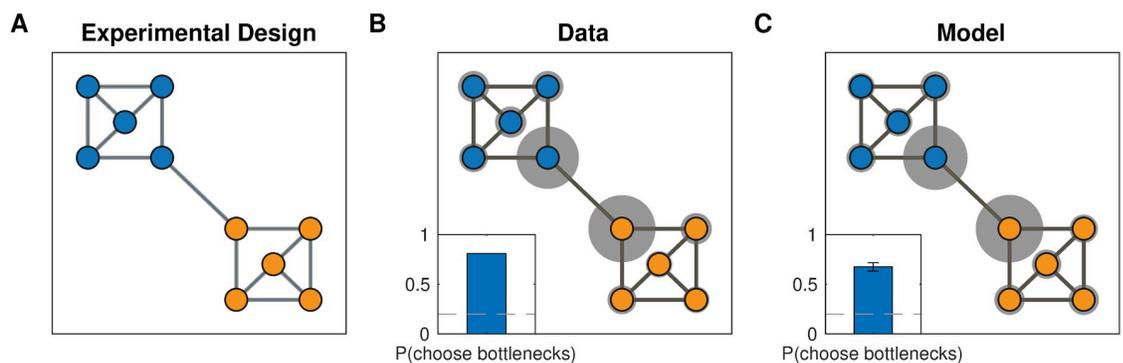 A
Experimental Design
B
Data
1
0.5
0
P(choose bottlenecks)
C
Model
1
0.5
0
P(choose bottlenecks)